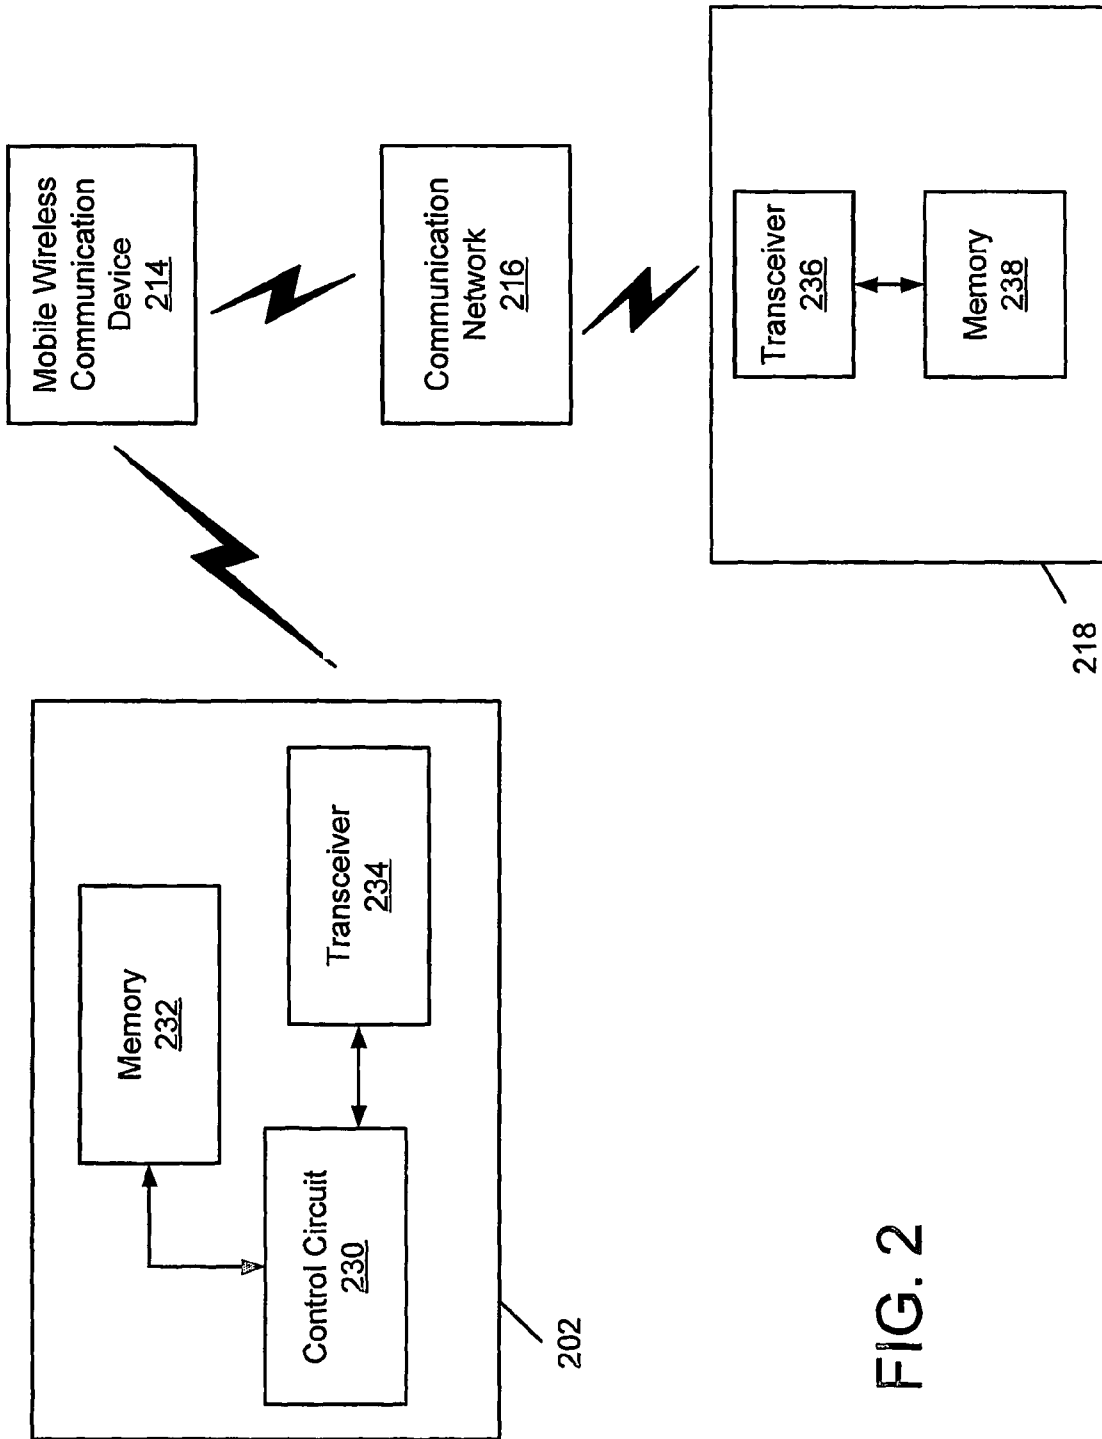 Memory
232
Control Circuit
230
Transceiver
234
202
Mobile Wireless
Communication
Device
214
Communication
Network
216
Transceiver
236
Memory
238
218
FIG. 2